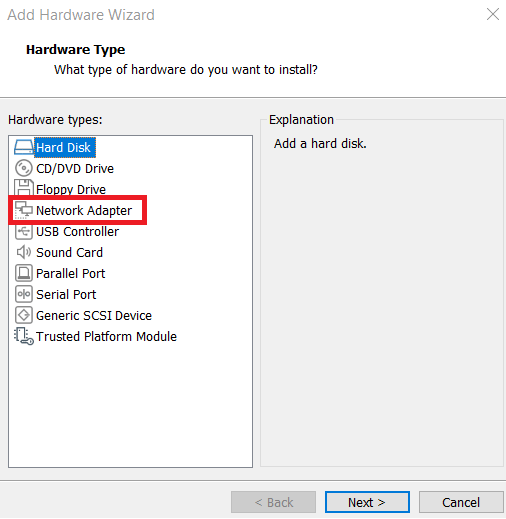 Add Hardware Wizard
Hardware Type
What type of hardware do you want to install?
Hardware types:
Hard Disk
CD/DVD Drive
Floppy Drive
Network Adapter
USB Controller
Sound Card
Parallel Port
Serial Port
Generic SCSI Device
Trusted Platform Module
Explanation
Add a hard disk.
< Back
Next >
Cancel